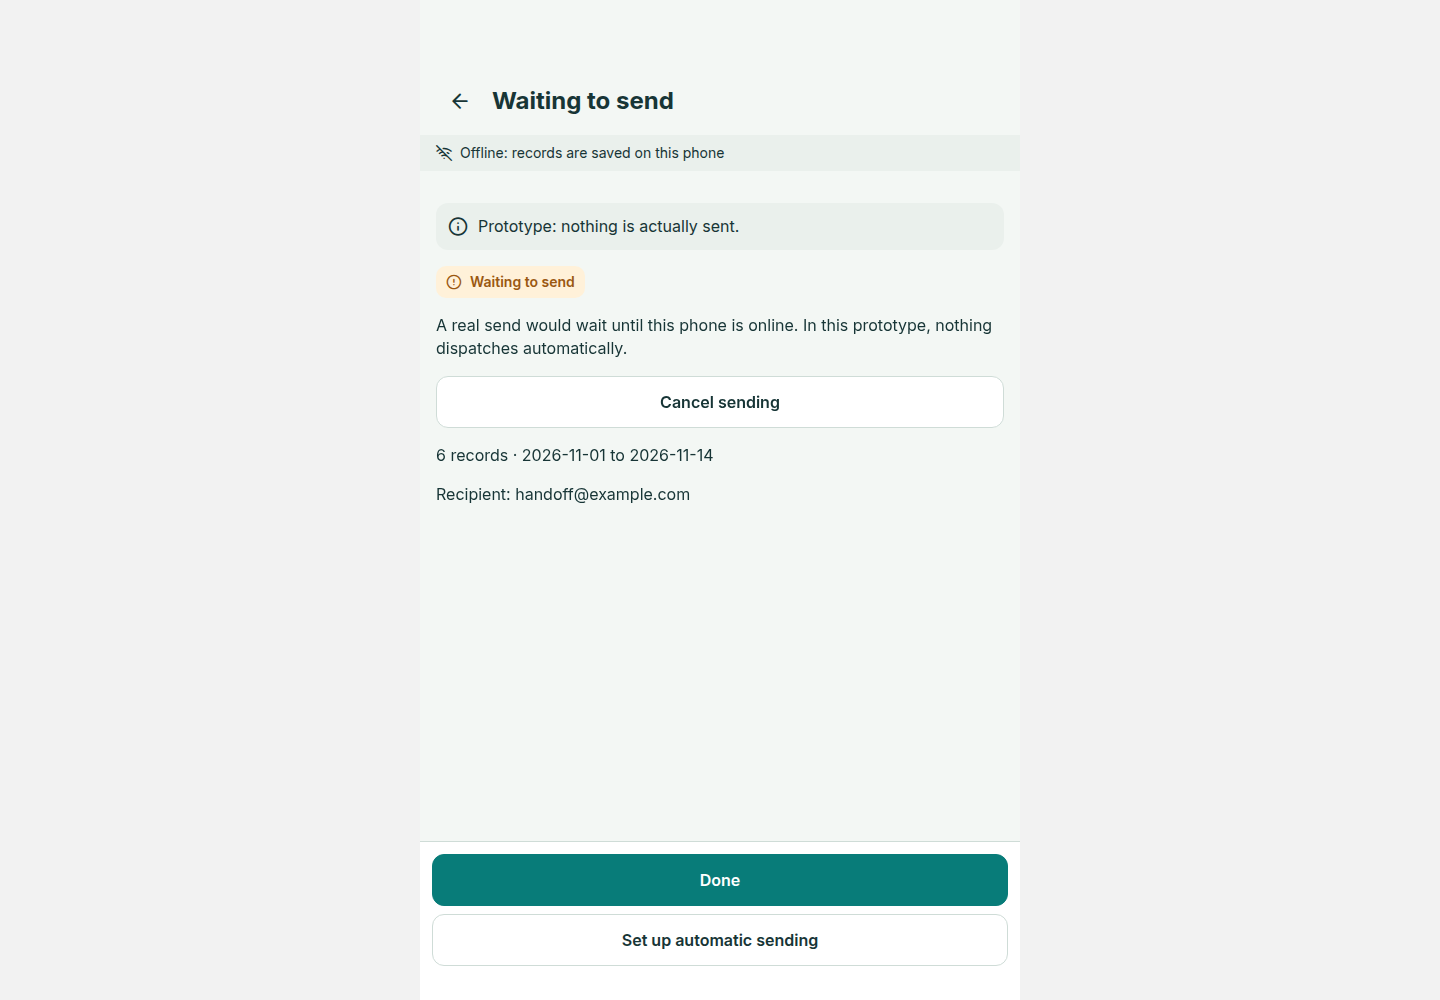 Waiting to send
Offline: records are saved on this phone
Prototype: nothing is actually sent.
Waiting to send
A real send would wait until this phone is online. In this prototype, nothing
dispatches automatically.
Cancel sending
6 records · 2026-11-01 to 2026-11-14
Recipient: handoff@example.com
Done
Set up automatic sending